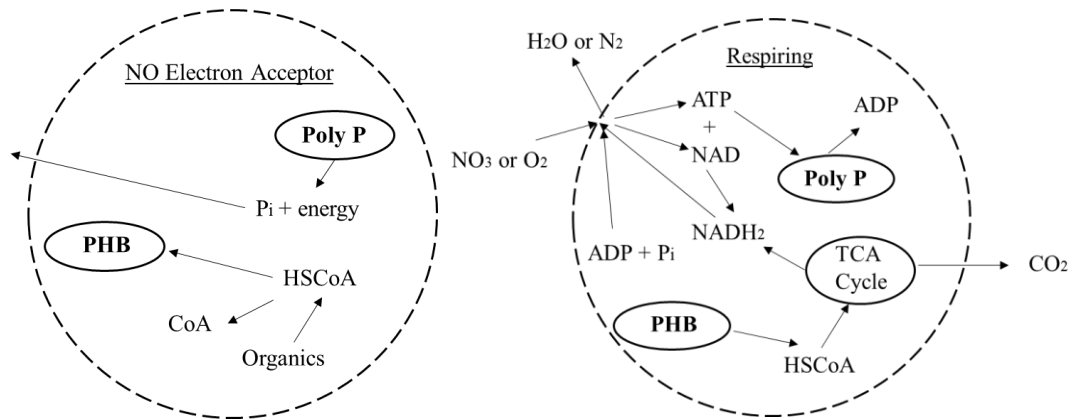 NO Electron Acceptor
Poly P
Pi + energy
PHB
HSCoA
CoA
Organics
H2O or N2
Respiring
ATP
+
NAD
ADP
NO3 or O2
Poly P
NADH2
ADP + Pi
TCA
Cycle
CO2
PHB
HSCoA